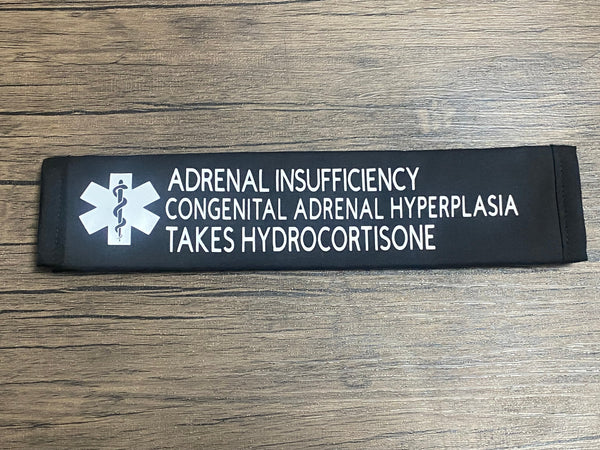 ADRENAL INSUFFICIENCY
CONGENITAL ADRENAL HYPERPLASIA
TAKES HYDROCORTISONE